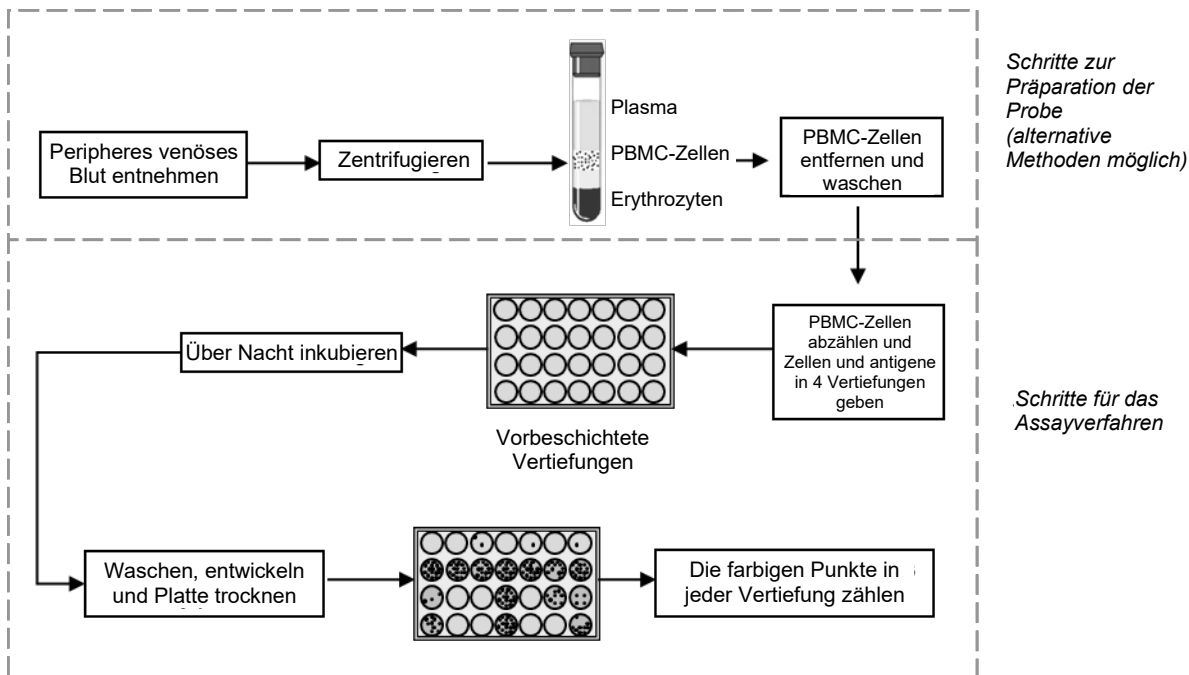 Schritte zur
Präparation der
Probe
(alternative
Methoden möglich)
Peripheres venöses
Blut entnehmen
Zentrifugieren
Plasma
PBMC-Zellen
Erythrozyten
PBMC-Zellen
entfernen und
waschen
PBMC-Zellen
abzählen und
Zellen und antigene
in 4 Vertiefungen
geben
Vorbeschichtete
Vertiefungen
Über Nacht inkubieren
Schritte für das
Assayverfahren
Waschen, entwickeln
und Platte trocknen
Die farbigen Punkte in
jeder Vertiefung zählen